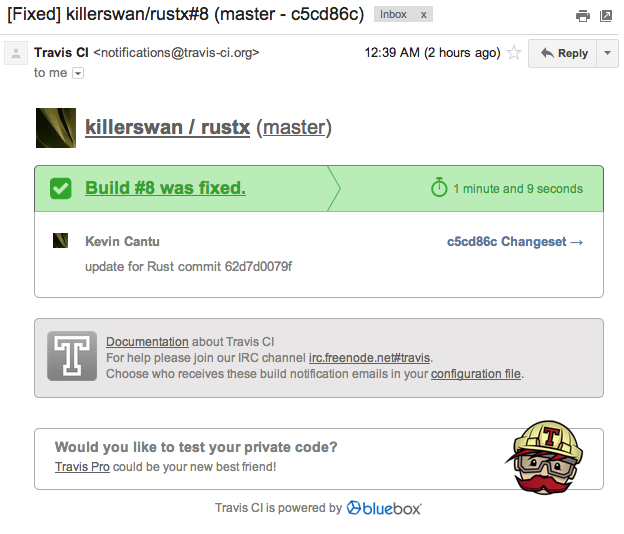 [Fixed] killerswan/rustx#8 (master - c5cd86c) Inbox x
Travis CI <notifications@travis-ci.org> 12:39 AM (2 hours ago) Reply
to me
killerswan / rustx (master)
Build #8 was fixed. 1 minute and 9 seconds
Kevin Cantu c5cd86c Changeset →
update for Rust commit 62d7d0079f
T Documentation about Travis CI
For help please join our IRC channel irc.freenode.net#travis.
Choose who receives these build notification emails in your configuration file.
Would you like to test your private code? T
Travis Pro could be your new best friend!
Travis CI is powered by bluebox